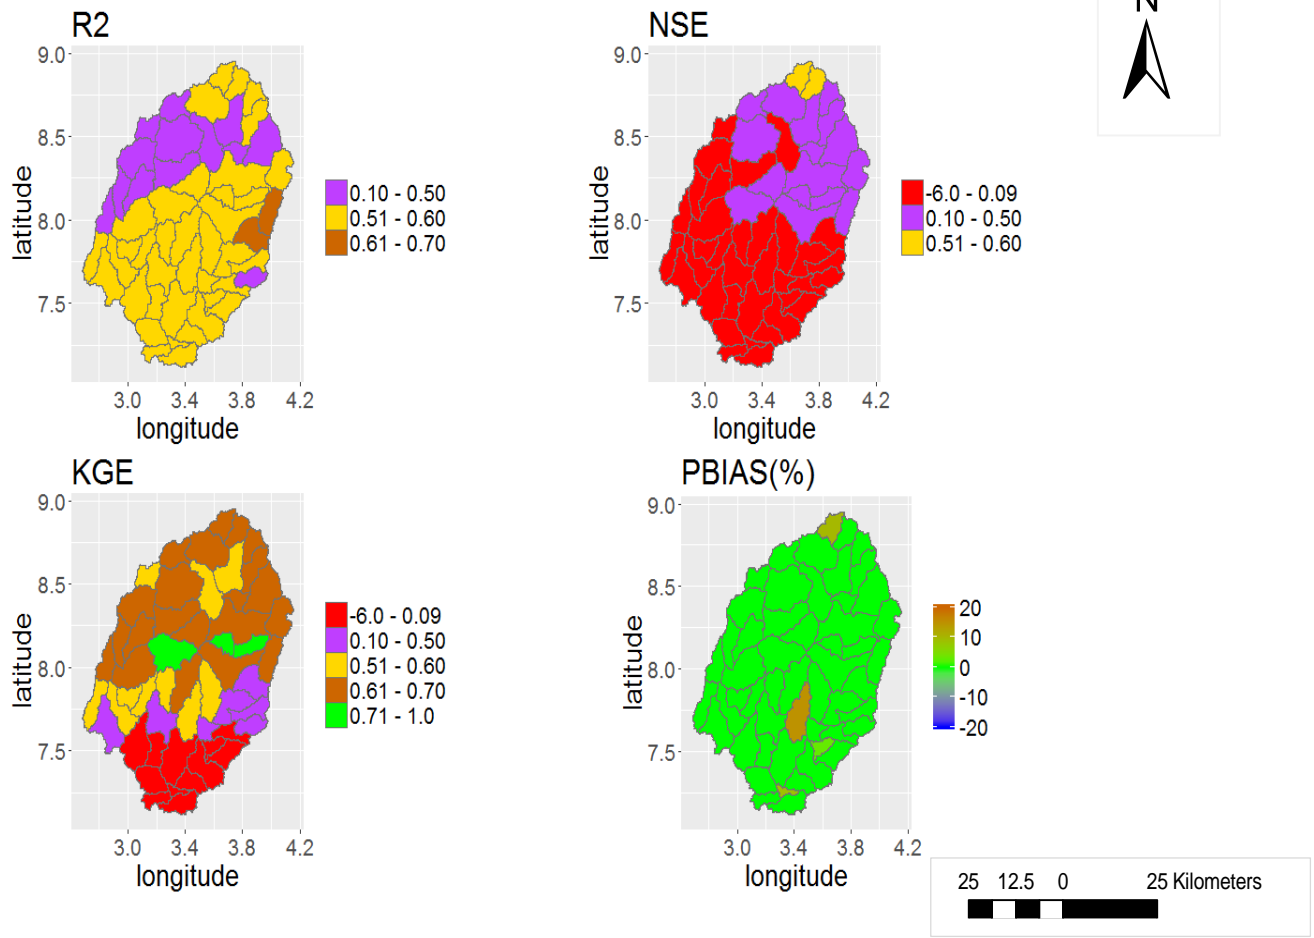 R2
9.0
8.5
8.0
7.5
latitude
3.0 3.4 3.8 4.2
longitude
0.10 - 0.50
0.51 - 0.60
0.61 - 0.70
NSE
9.0
8.5
8.0
7.5
latitude
3.0 3.4 3.8 4.2
longitude
-6.0 - 0.09
0.10 - 0.50
0.51 - 0.60
N
KGE
9.0
8.5
8.0
7.5
latitude
3.0 3.4 3.8 4.2
longitude
-6.0 - 0.09
0.10 - 0.50
0.51 - 0.60
0.61 - 0.70
0.71 - 1.0
PBIAS(%)
9.0
8.5
8.0
7.5
latitude
3.0 3.4 3.8 4.2
longitude
20
10
0
-10
-20
25 12.5 0 25 Kilometers